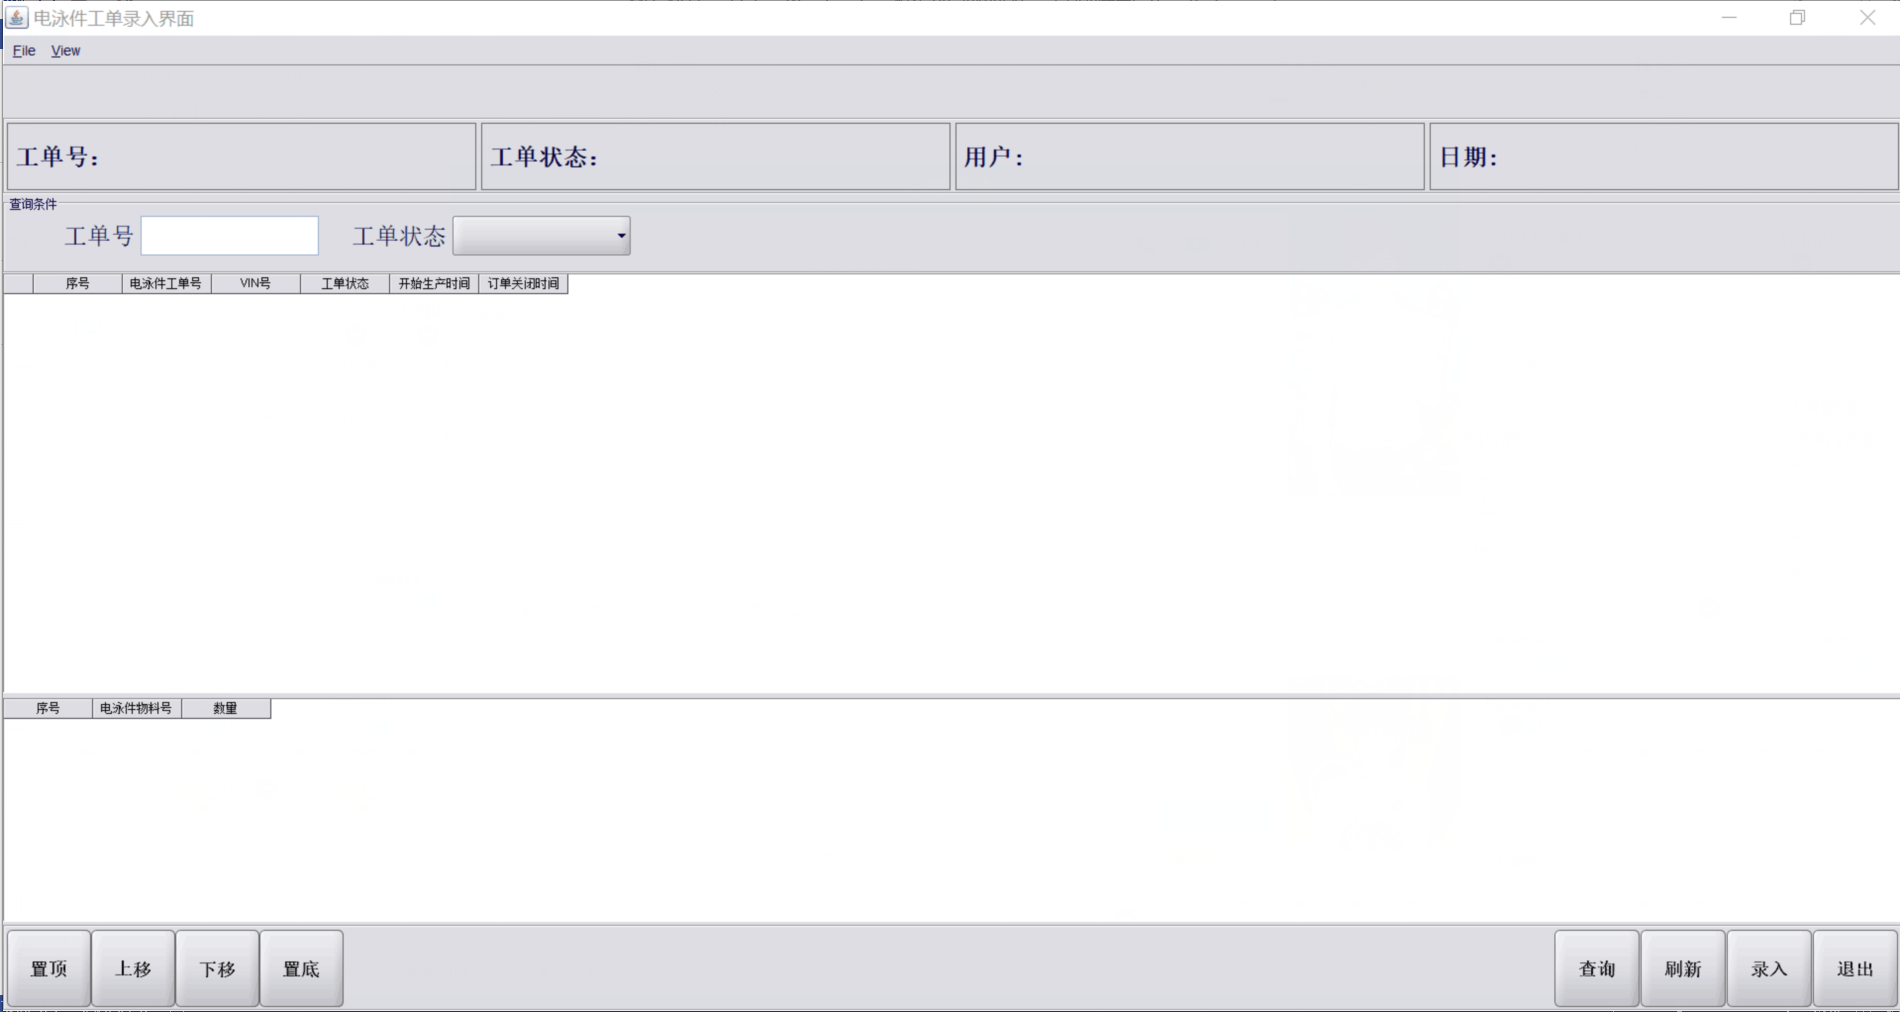 电泳件工单录入界面
File View
工单号: 工单状态: 用户: 日期:
查询条件
工单号 工单状态
序号 电泳件工单号 VIN号 工单状态 开始生产时间 订单关闭时间
序号 电泳件物料号 数量
置顶 上移 下移 置底 查询 刷新 录入 退出